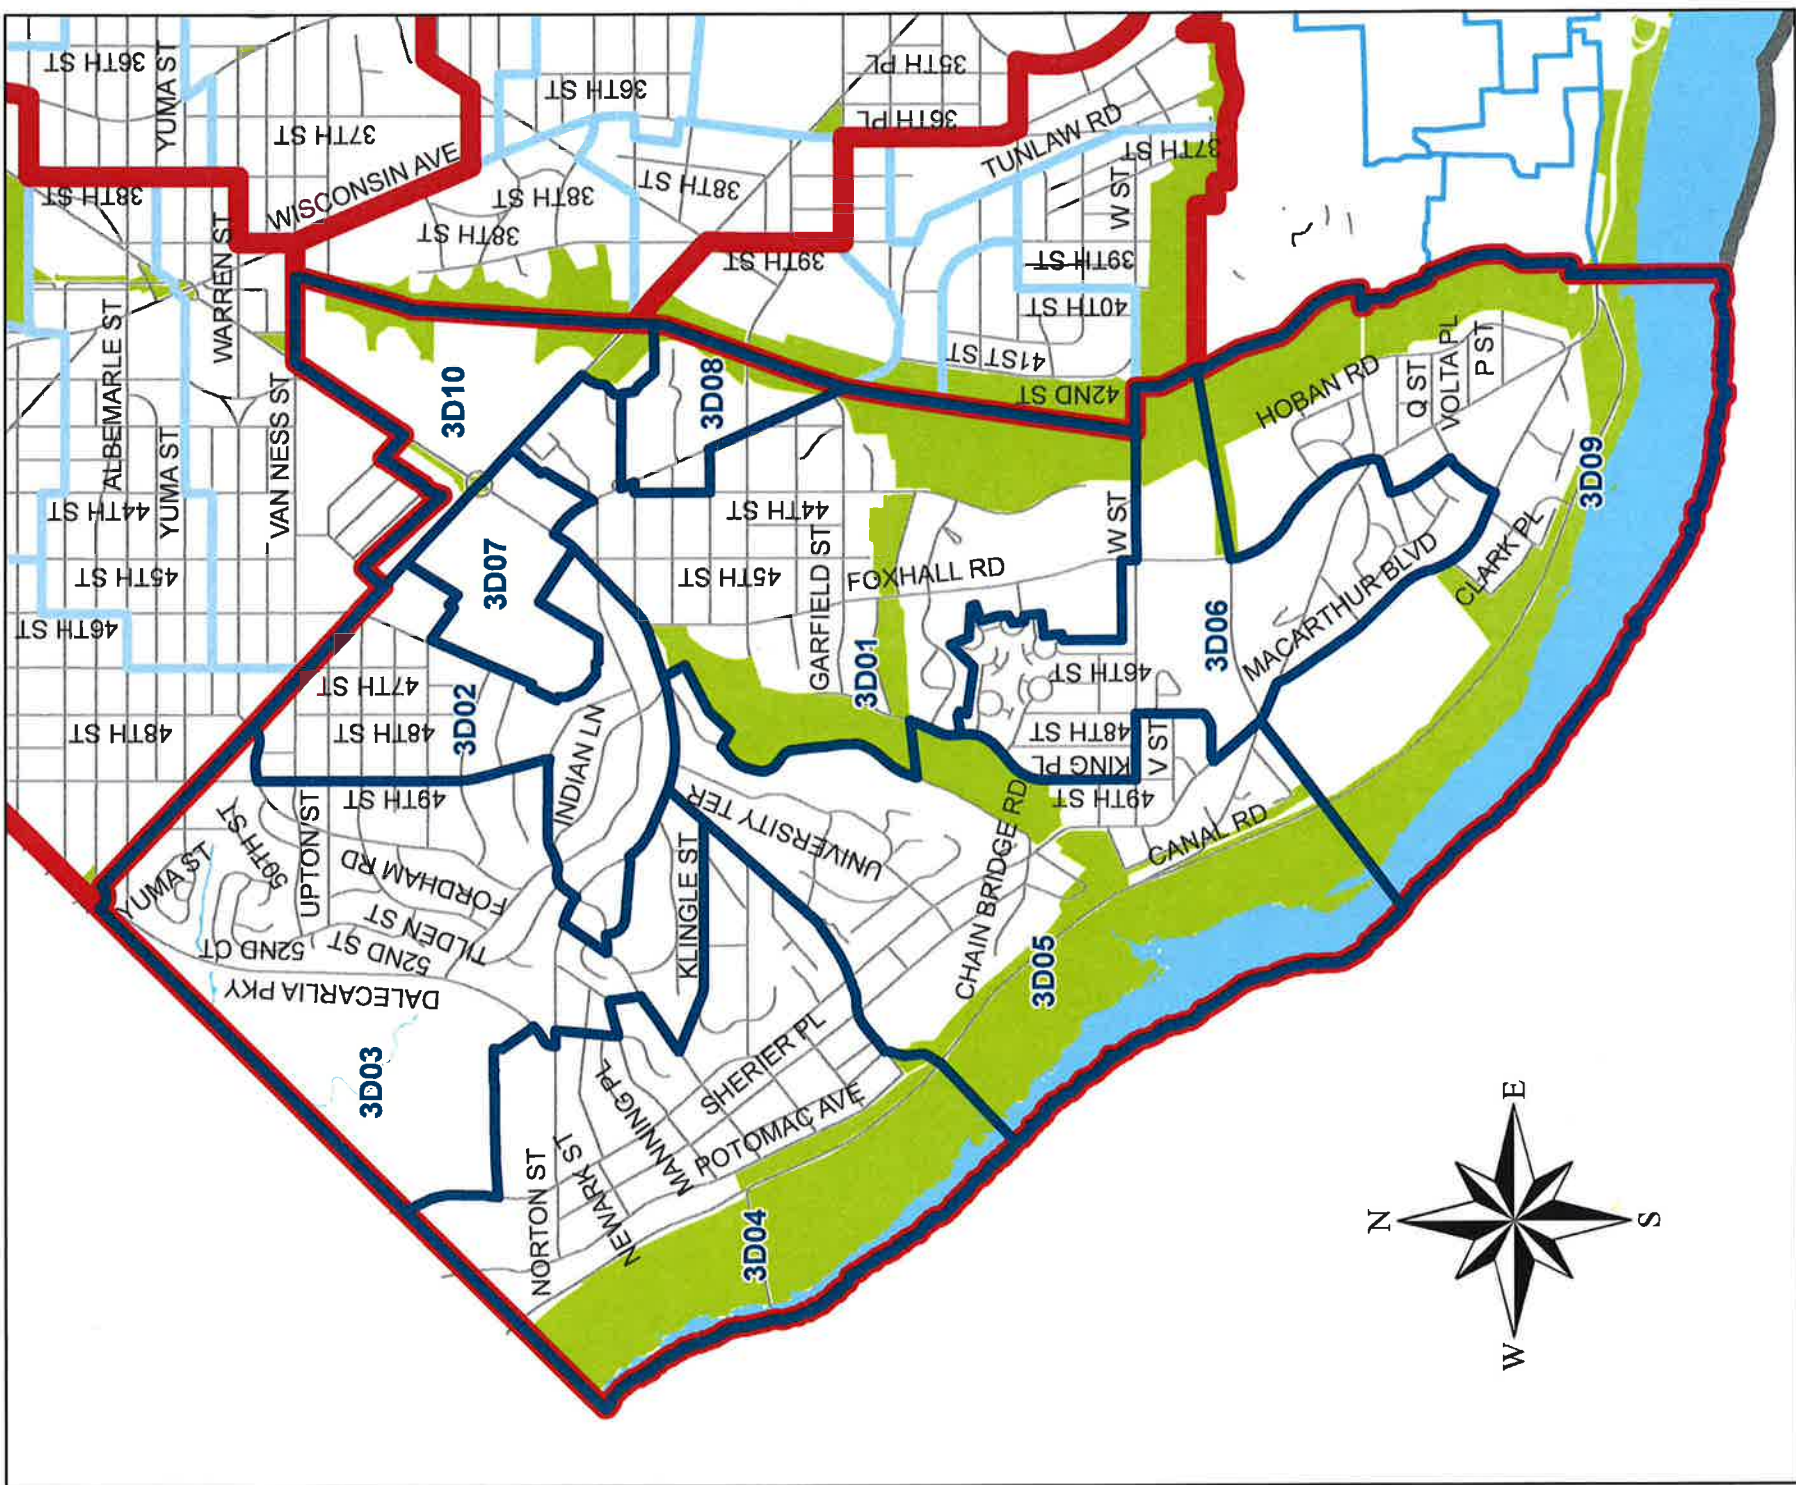 36TH ST
YUMA ST
36TH ST
35TH PL
36TH PL
37TH ST
TUNLAW RD
37TH ST
WISCONSIN AVE
38TH ST
38TH ST
38TH ST
38TH ST
W ST
WARREN ST
39TH ST
39TH ST
40TH ST
41ST ST
42ND ST
ALBEMARLE ST
3D10
3D08
HOBAN RD
Q ST
VOLTA PL
P ST
VAN NESS ST
YUMA ST
44TH ST
44TH ST
3D09
W ST
45TH ST
3D07
45TH ST
GARFIELD ST
FOXHALL RD
CLARK PL
MACARTHUR BLVD
46TH ST
3D06
3D01
46TH ST
47TH ST
3D02
48TH ST
48TH ST
48TH ST
V ST
KING PL
INDIAN LN
49TH ST
49TH ST
UNIVERSITY TER
CANAL RD
50TH ST
UPTON ST
YUMA ST
FORDHAM RD
KLINGLE ST
CHAIN BRIDGE RD
TILDEN ST
52ND ST
52ND CT
3D05
DALECARLIA PKY
3D03
SHERIER PL
MANNING PL
POTOMAC AVE
NEWARK ST
NORTON ST
3D04
E
N
S
W